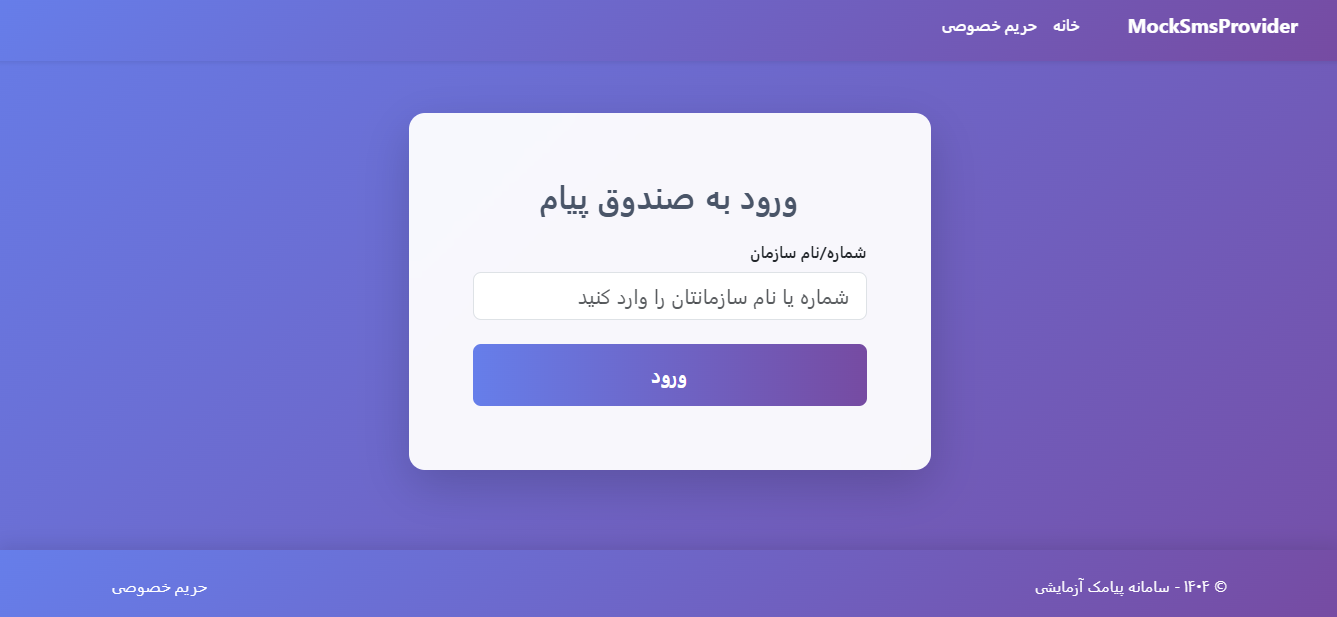 MockSmsProvider خانه حریم خصوصی
ورود به صندوق پیام
شماره/نام سازمان
شماره یا نام سازمانتان را وارد کنید
ورود
© ۱۴۰۴ - سامانه پیامک آزمایشی
حریم خصوصی